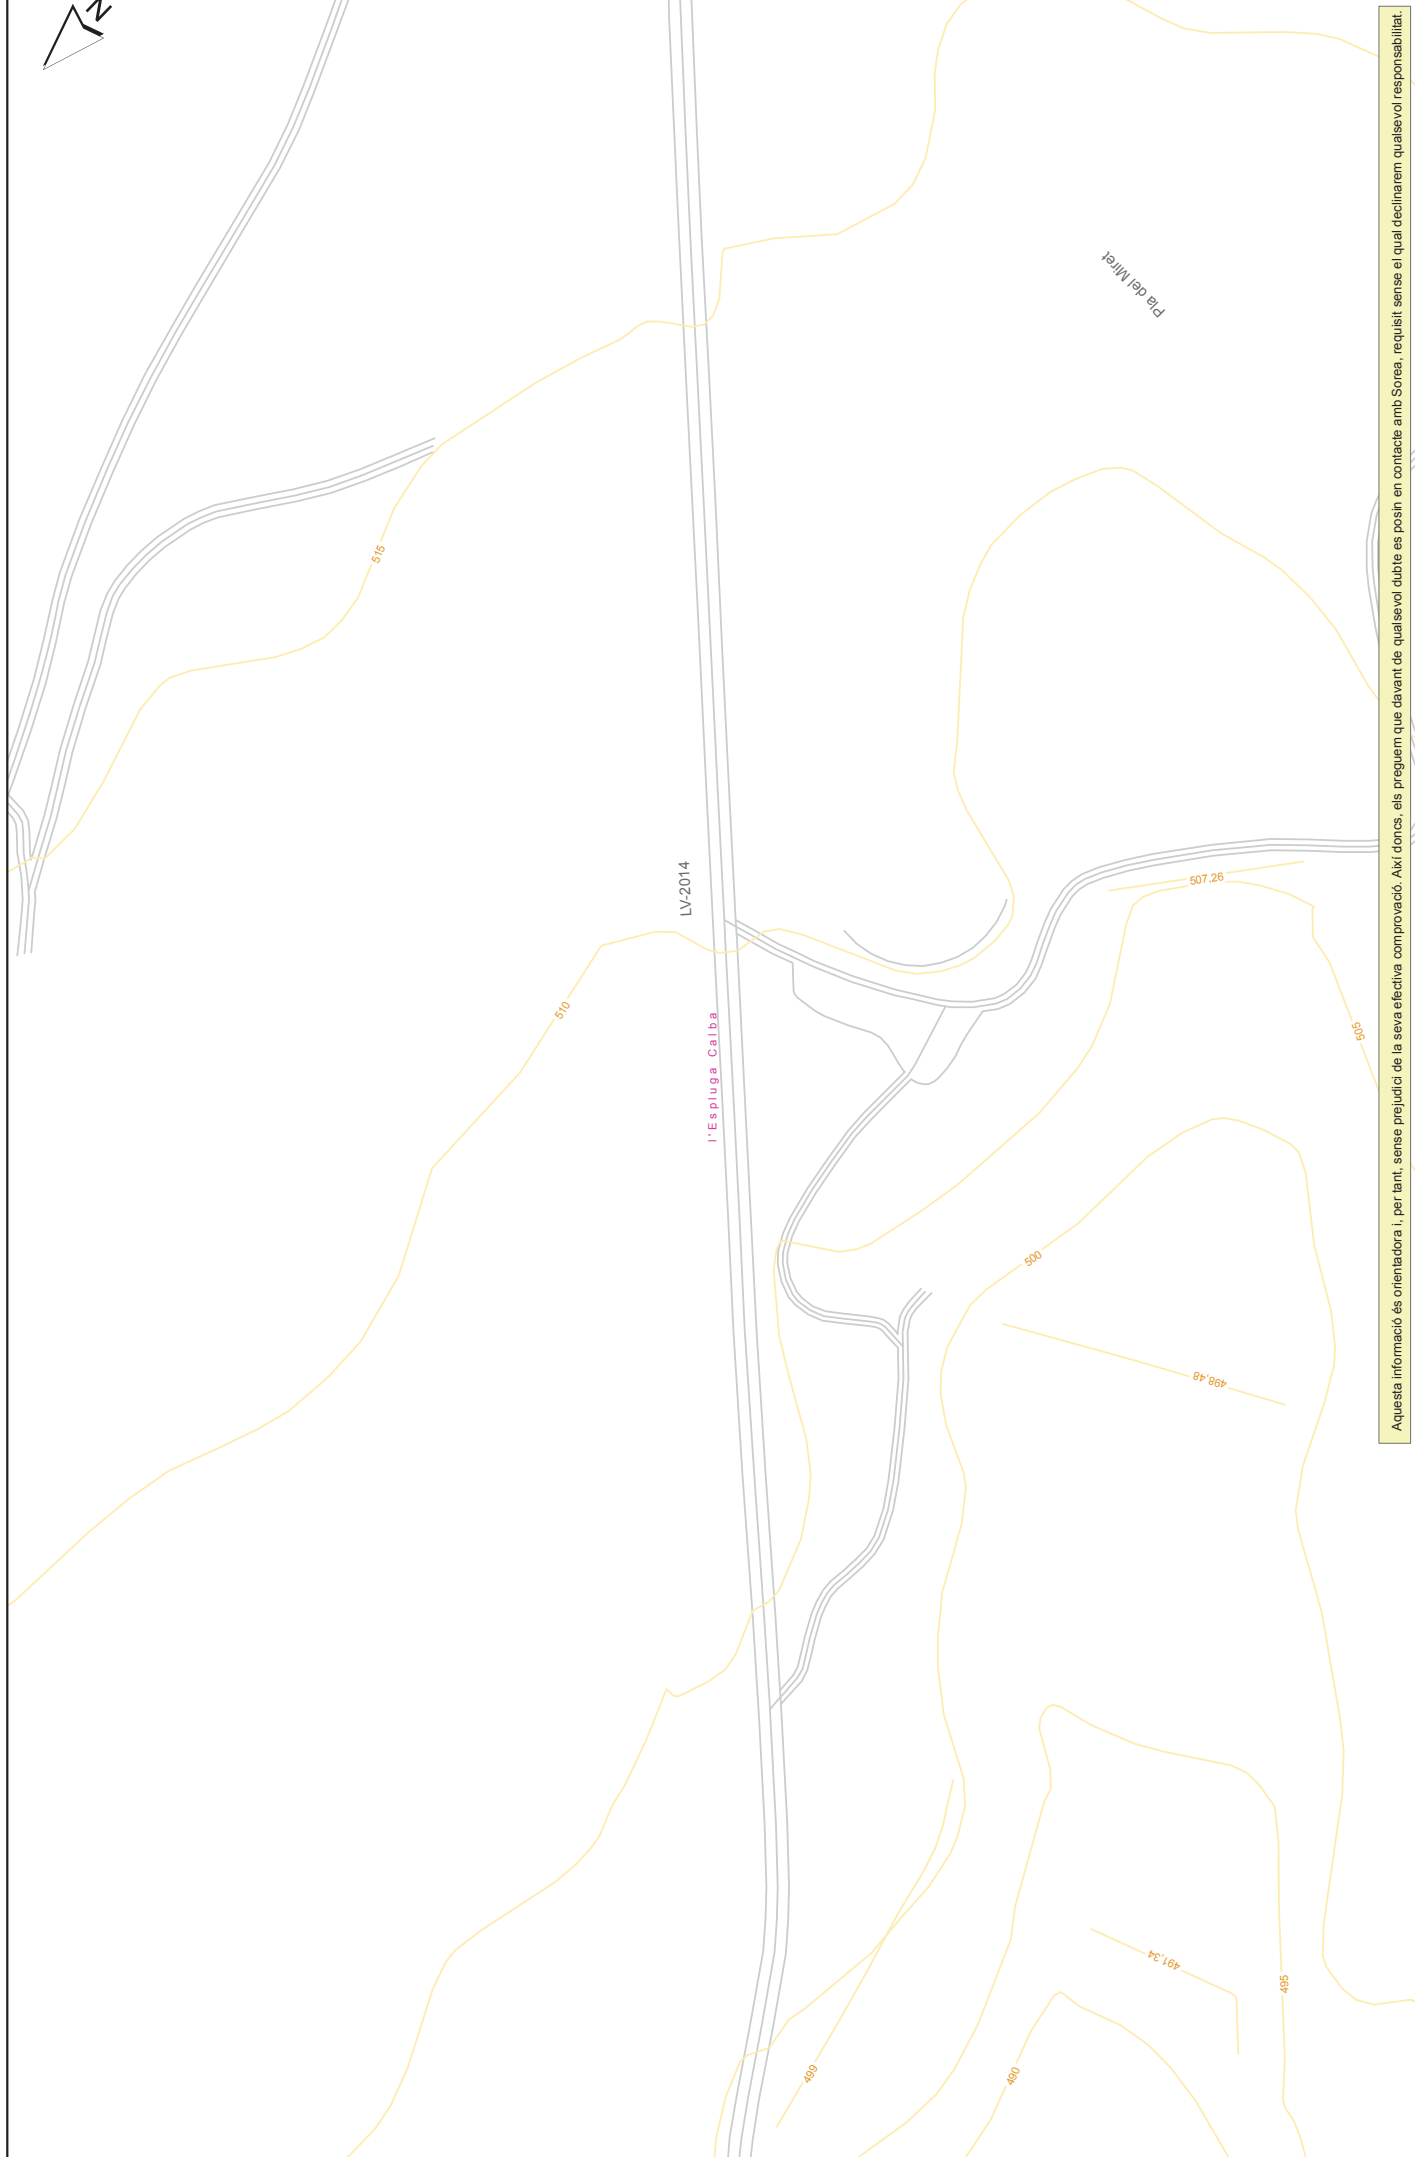 N
Pla del Miret
515
LV-2014
507,26
510
l'Espluga Calba
505
500
498,48
491,34
495
499
490
Aquesta informació és orientadora i, per tant, sense prejudici de la seva efectiva comprovació. Així doncs, els preguem que davant de qualsevol dubte es posin en contacte amb Sorea, requisit sense el qual declinarem qualsevol responsabilitat.